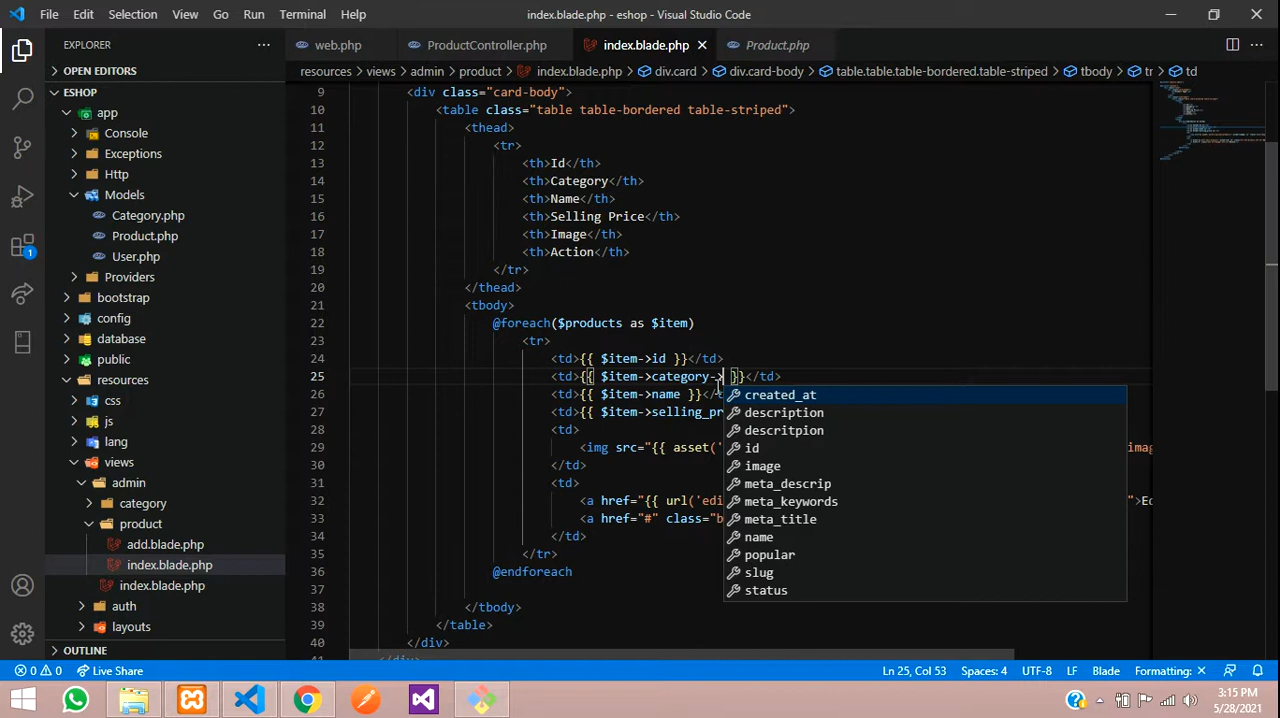 File Edit Selection View Go Run Terminal Help
index.blade.php - eshop - Visual Studio Code
EXPLORER
web.php
ProductController.php
index.blade.php
Product.php
resources > views > admin > product > index.blade.php > div.card > div.card-body > table.table.table-bordered.table-striped > tbody > tr > td
OPEN EDITORS
ESHOP
app
Console
Exceptions
Http
Models
Category.php
Product.php
User.php
Providers
bootstrap
config
database
public
resources
css
js
lang
views
admin
category
product
add.blade.php
index.blade.php
index.blade.php
auth
layouts
OUTLINE
9 <div class="card-body">
10 <table class="table table-bordered table-striped">
11 <thead>
12 <tr>
13 <th>Id</th>
14 <th>Category</th>
15 <th>Name</th>
16 <th>Selling Price</th>
17 <th>Image</th>
18 <th>Action</th>
19 </tr>
20 </thead>
21 <tbody>
22 @foreach($products as $item)
23 <tr>
24 <td>{{ $item->id }}</td>
25 <td>{{ $item->category-> }}</td>
26 <td>{{ $item->name }}</t
27 <td>{{ $item->selling_pr
28 <td>
29 <img src="{{ asset(' imag
30 </td>
31 <td>
32 <a href="{{ url('edi ">Ec
33 <a href="#" class="b
34 </td>
35 </tr>
36 @endforeach
37
38 </tbody>
39 </table>
40 </div>
41 </div>
created_at
description
descritpion
id
image
meta_descrip
meta_keywords
meta_title
name
popular
slug
status
0 0 Live Share
Ln 25, Col 53 Spaces: 4 UTF-8 LF Blade Formatting: ×
3:15 PM
5/28/2021